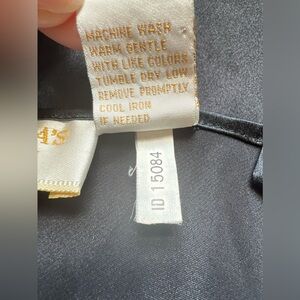 MACHINE WASH
WARM GENTLE
WITH LIKE COLORS
TUMBLE DRY LOW
REMOVE PROMPTLY
COOL IRON
IF NEEDED
ID 15084